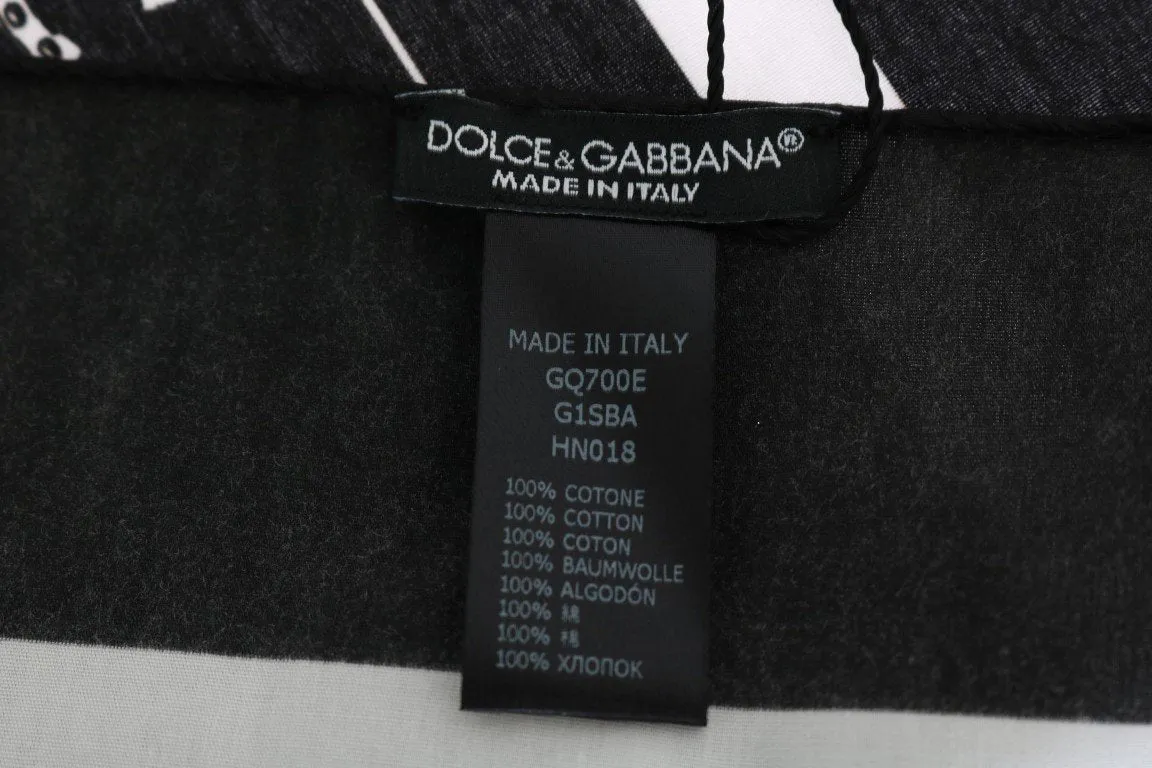 DOLCE & GABBANA®
MADE IN ITALY
MADE IN ITALY
GQ700E
G1SBA
HN018
100% COTONE
100% COTTON
100% COTON
100% BAUMWOLLE
100% ALGODÓN
100% 綿
100% 棉
100% ХЛОПОК